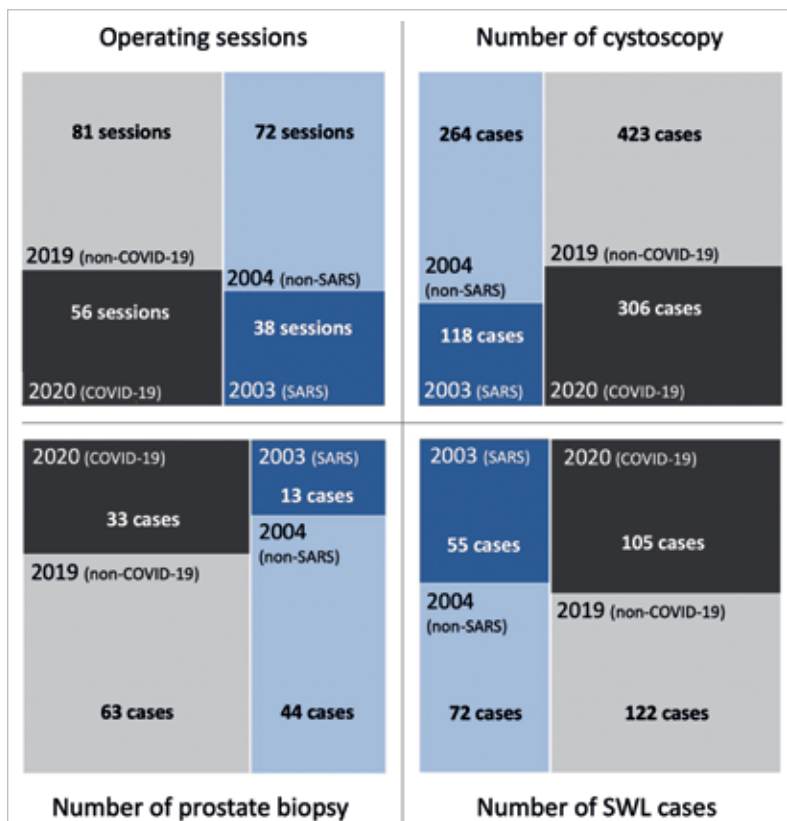 Operating sessions
81 sessions
72 sessions
2019 (non-COVID-19)
2004 (non-SARS)
56 sessions
38 sessions
2020 (COVID-19)
2003 (SARS)
Number of cystoscopy
264 cases
423 cases
2004
(non-SARS)
2019 (non-COVID-19)
118 cases
306 cases
2003 (SARS)
2020 (COVID-19)
2020 (COVID-19)
2003 (SARS)
33 cases
13 cases
2019 (non-COVID-19)
2004
(non-SARS)
63 cases
44 cases
Number of prostate biopsy
2003 (SARS)
2020 (COVID-19)
55 cases
105 cases
2004
(non-SARS)
2019 (non-COVID-19)
72 cases
122 cases
Number of SWL cases